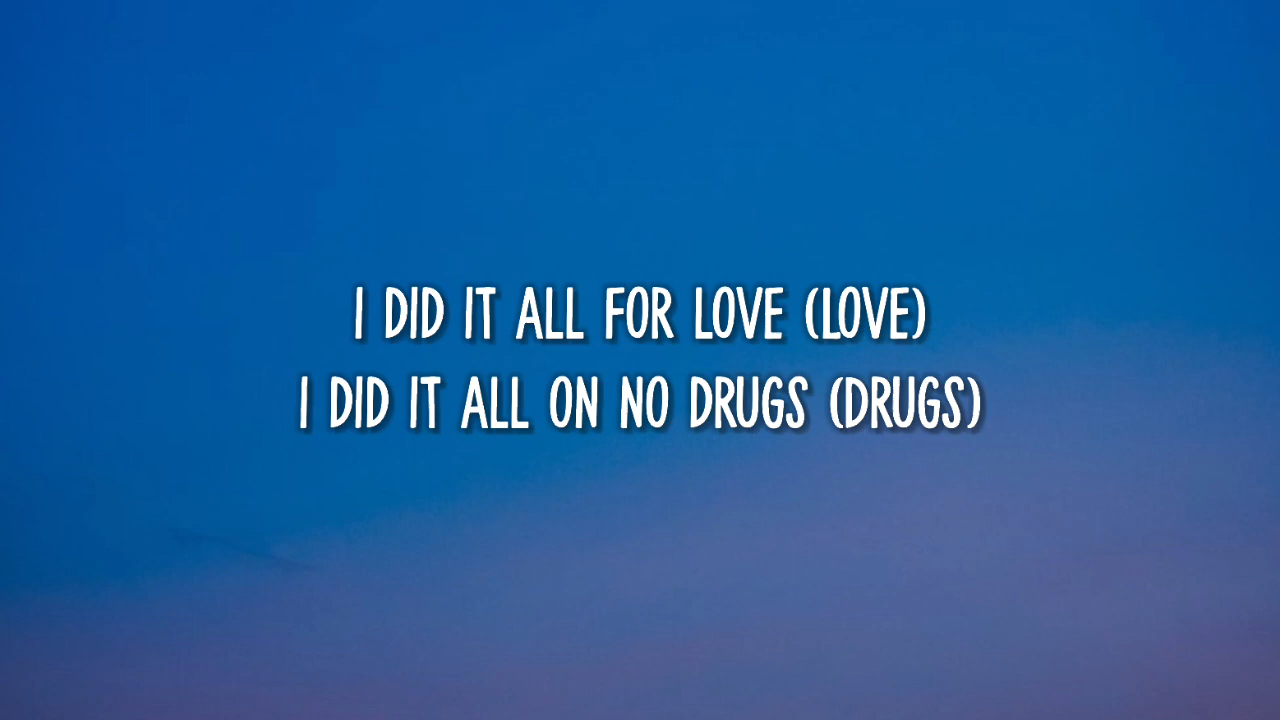 I DID IT ALL FOR LOVE (LOVE)
I DID IT ALL ON NO DRUGS (DRUGS)